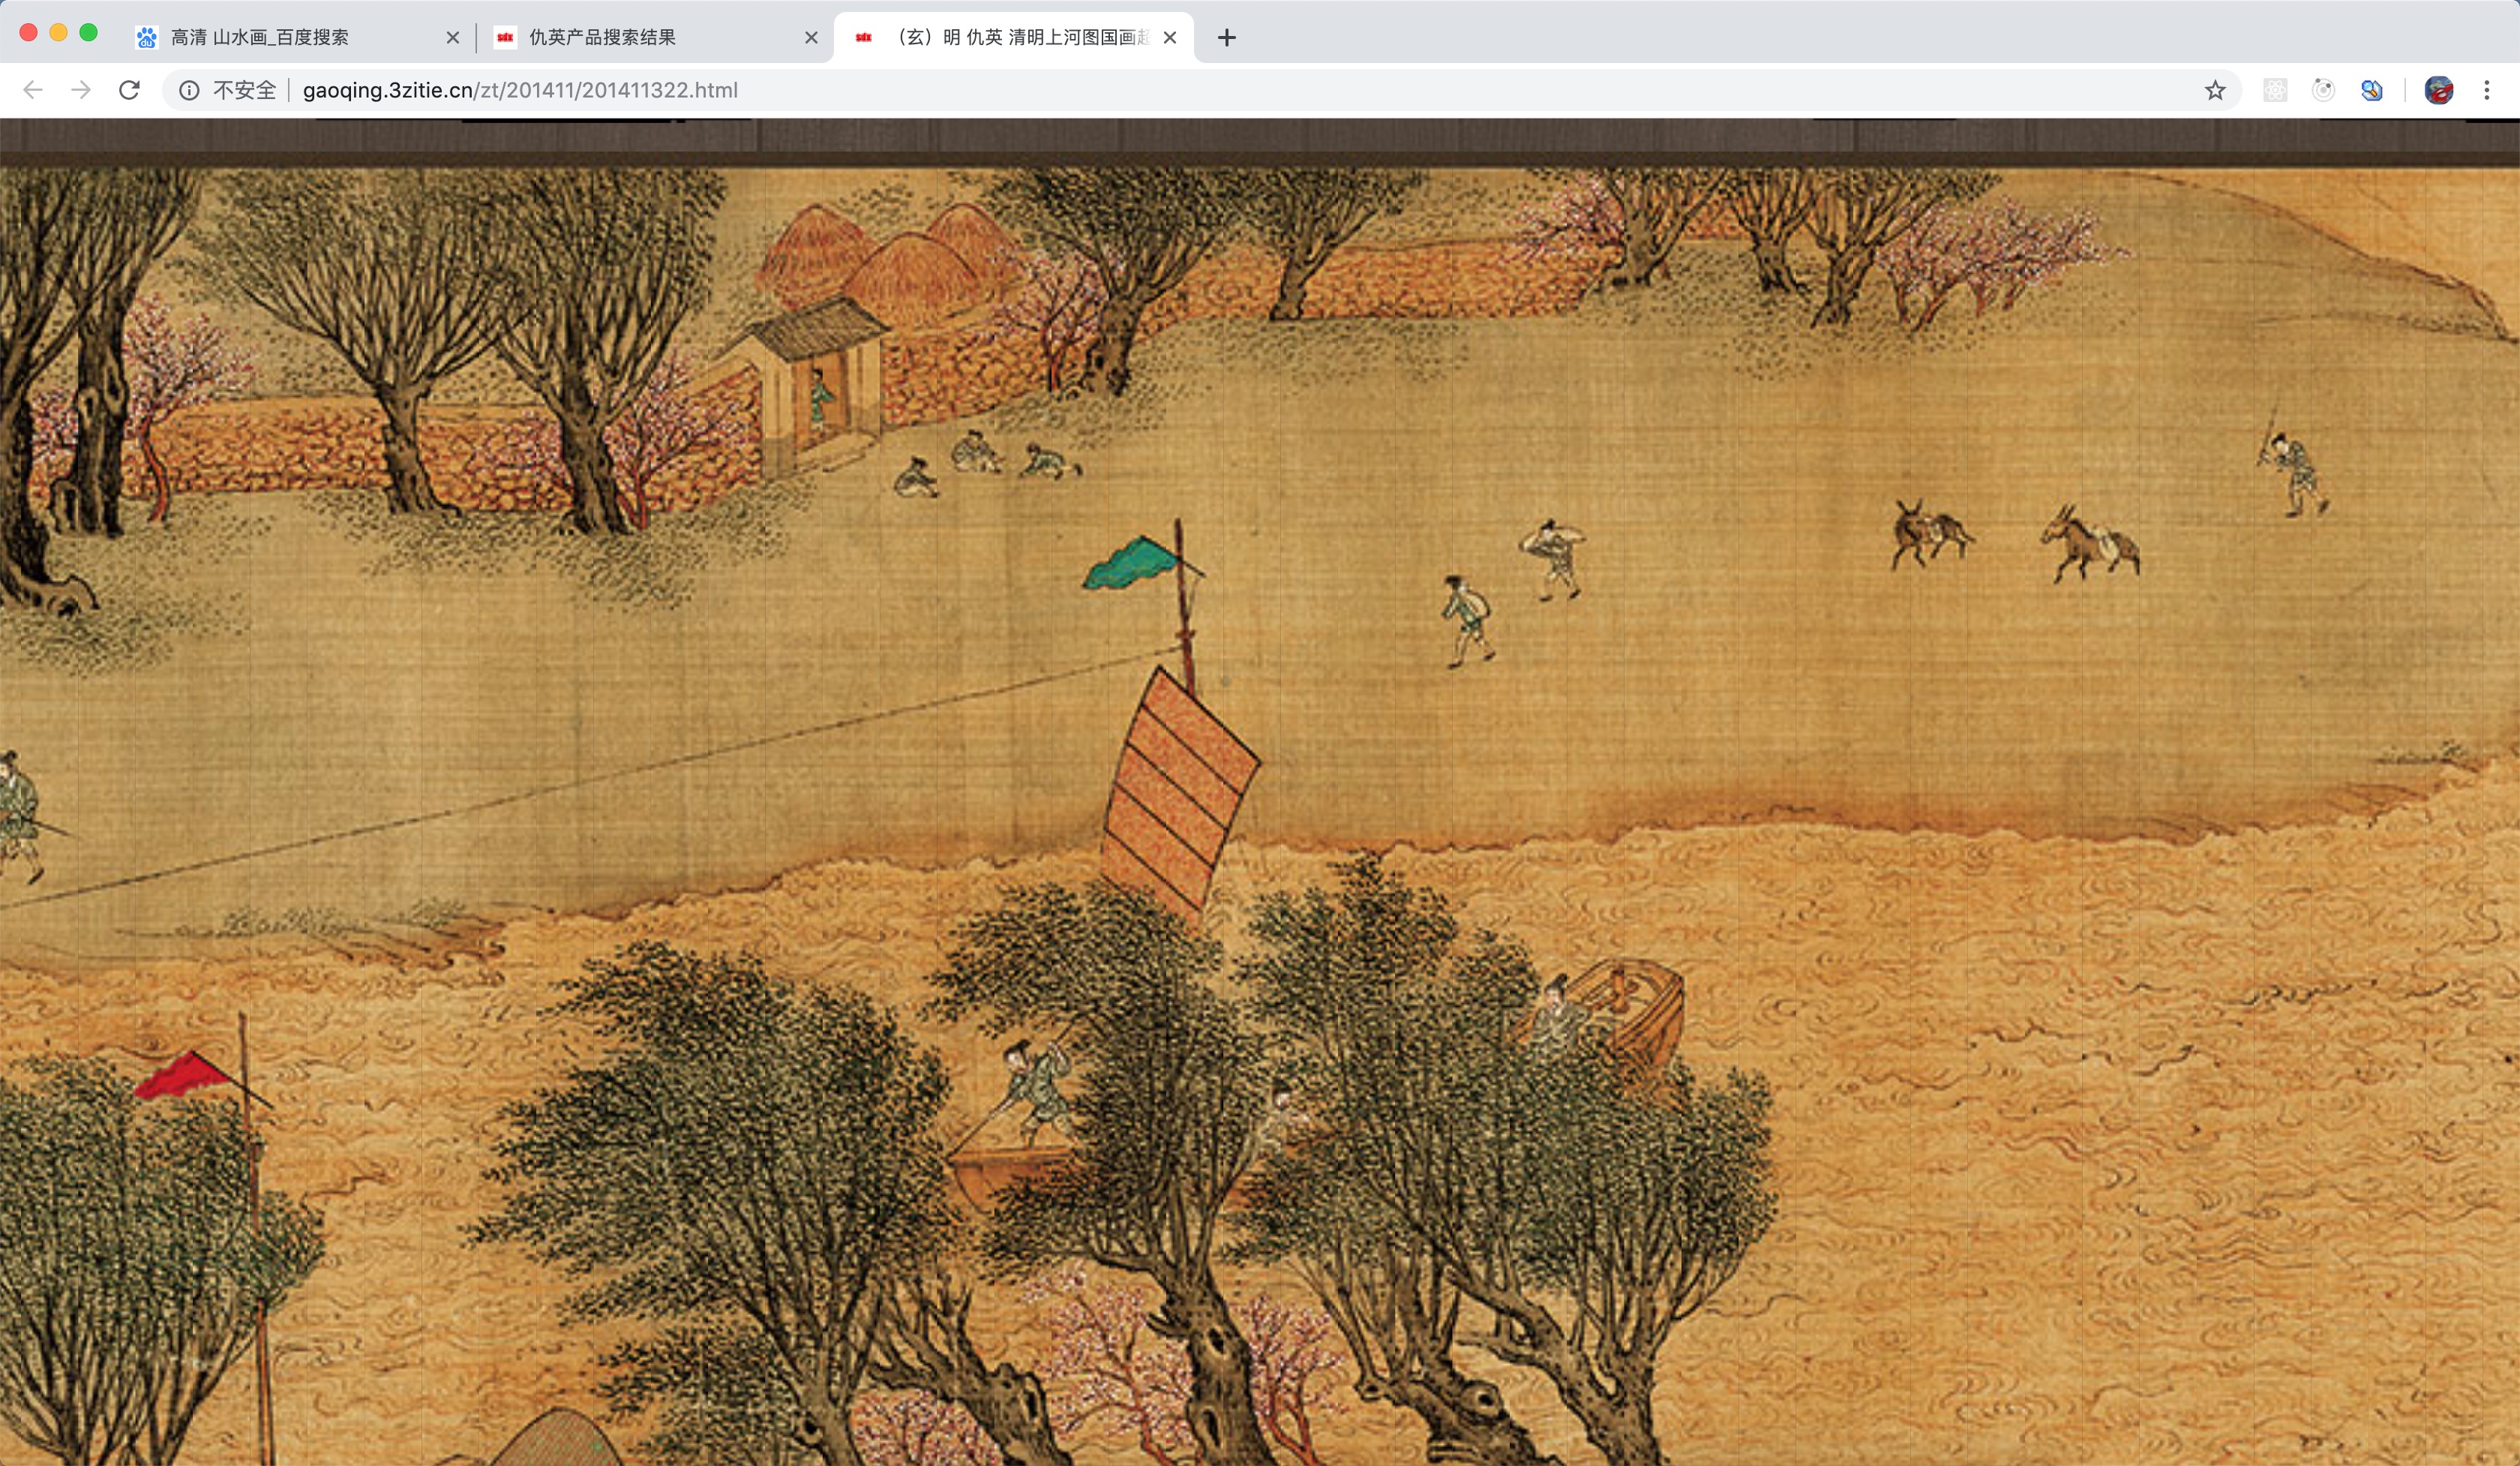 高清 山水画_百度搜索
仇英产品搜索结果
（玄）明 仇英 清明上河图国画超
不安全
gaoqing.3zitie.cn/zt/201411/201411322.html